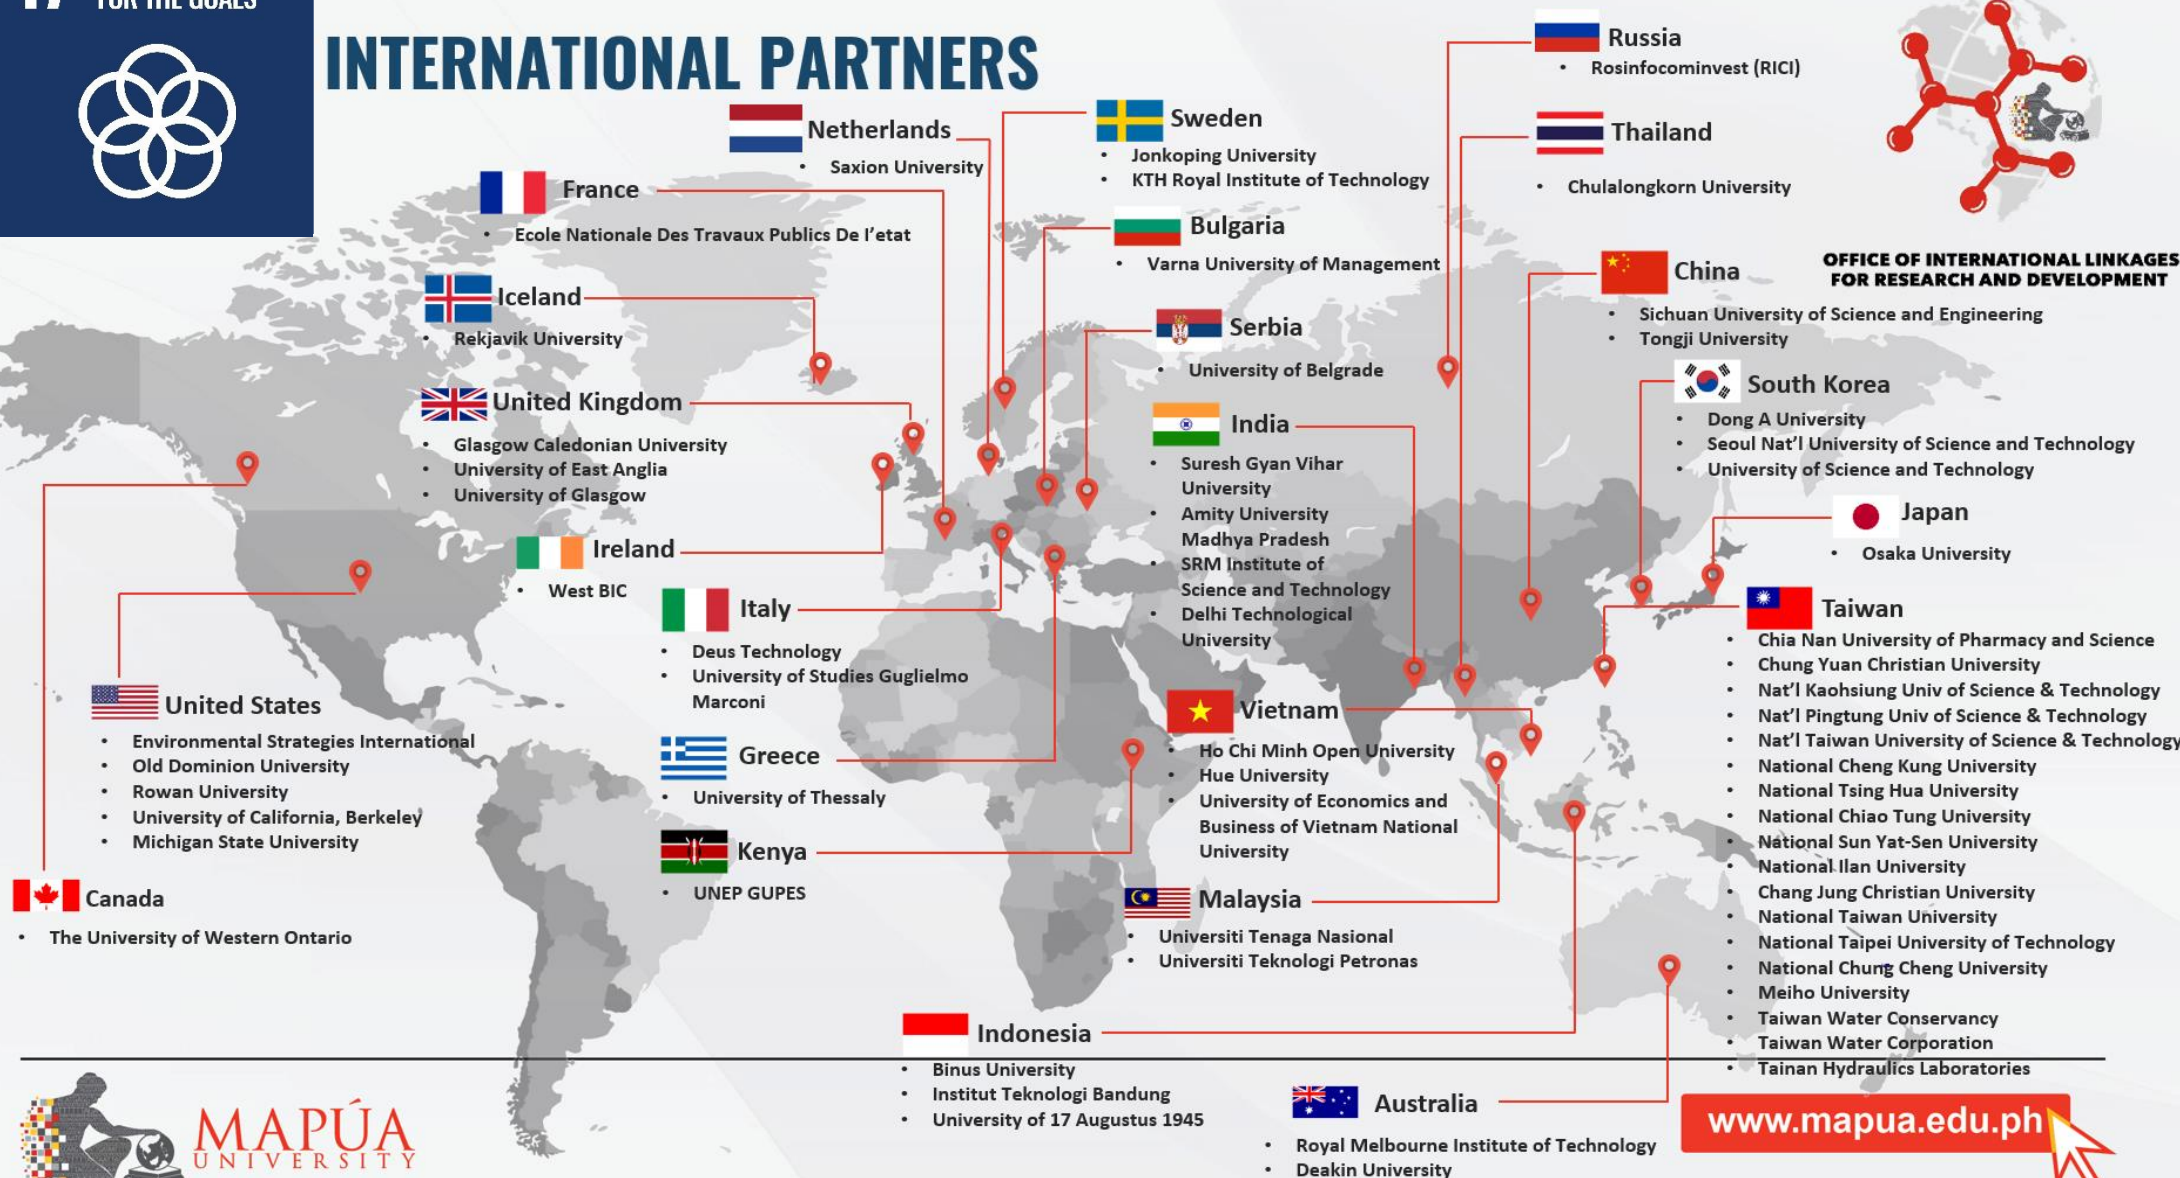 17 FOR THE GOALS
INTERNATIONAL PARTNERS
Russia
• Rosinfocominvest (RICI)
Netherlands
• Saxion University
Sweden
• Jonkoping University
• KTH Royal Institute of Technology
Thailand
• Chulalongkorn University
France
• Ecole Nationale Des Travaux Publics De l’etat
Bulgaria
• Varna University of Management
OFFICE OF INTERNATIONAL LINKAGES
FOR RESEARCH AND DEVELOPMENT
China
• Sichuan University of Science and Engineering
• Tongji University
Iceland
• Rekjavik University
Serbia
• University of Belgrade
South Korea
• Dong A University
• Seoul Nat’l University of Science and Technology
• University of Science and Technology
United Kingdom
• Glasgow Caledonian University
• University of East Anglia
• University of Glasgow
India
• Suresh Gyan Vihar
University
• Amity University
Madhya Pradesh
• SRM Institute of
Science and Technology
• Delhi Technological
University
Japan
• Osaka University
Ireland
• West BIC
Italy
• Deus Technology
• University of Studies Guglielmo
Marconi
Taiwan
• Chia Nan University of Pharmacy and Science
• Chung Yuan Christian University
• Nat’l Kaohsiung Univ of Science & Technology
• Nat’l Pingtung Univ of Science & Technology
• Nat’l Taiwan University of Science & Technology
• National Cheng Kung University
• National Tsing Hua University
• National Chiao Tung University
• National Sun Yat-Sen University
• National Ilan University
• Chang Jung Christian University
• National Taiwan University
• National Taipei University of Technology
• National Chung Cheng University
• Meiho University
• Taiwan Water Conservancy
• Taiwan Water Corporation
• Tainan Hydraulics Laboratories
United States
• Environmental Strategies International
• Old Dominion University
• Rowan University
• University of California, Berkeley
• Michigan State University
Greece
• University of Thessaly
Vietnam
• Ho Chi Minh Open University
• Hue University
• University of Economics and
Business of Vietnam National
University
Kenya
• UNEP GUPES
Canada
• The University of Western Ontario
Malaysia
• Universiti Tenaga Nasional
• Universiti Teknologi Petronas
Indonesia
• Binus University
• Institut Teknologi Bandung
• University of 17 Augustus 1945
Australia
• Royal Melbourne Institute of Technology
• Deakin University
MAPÚA
UNIVERSITY
www.mapua.edu.ph